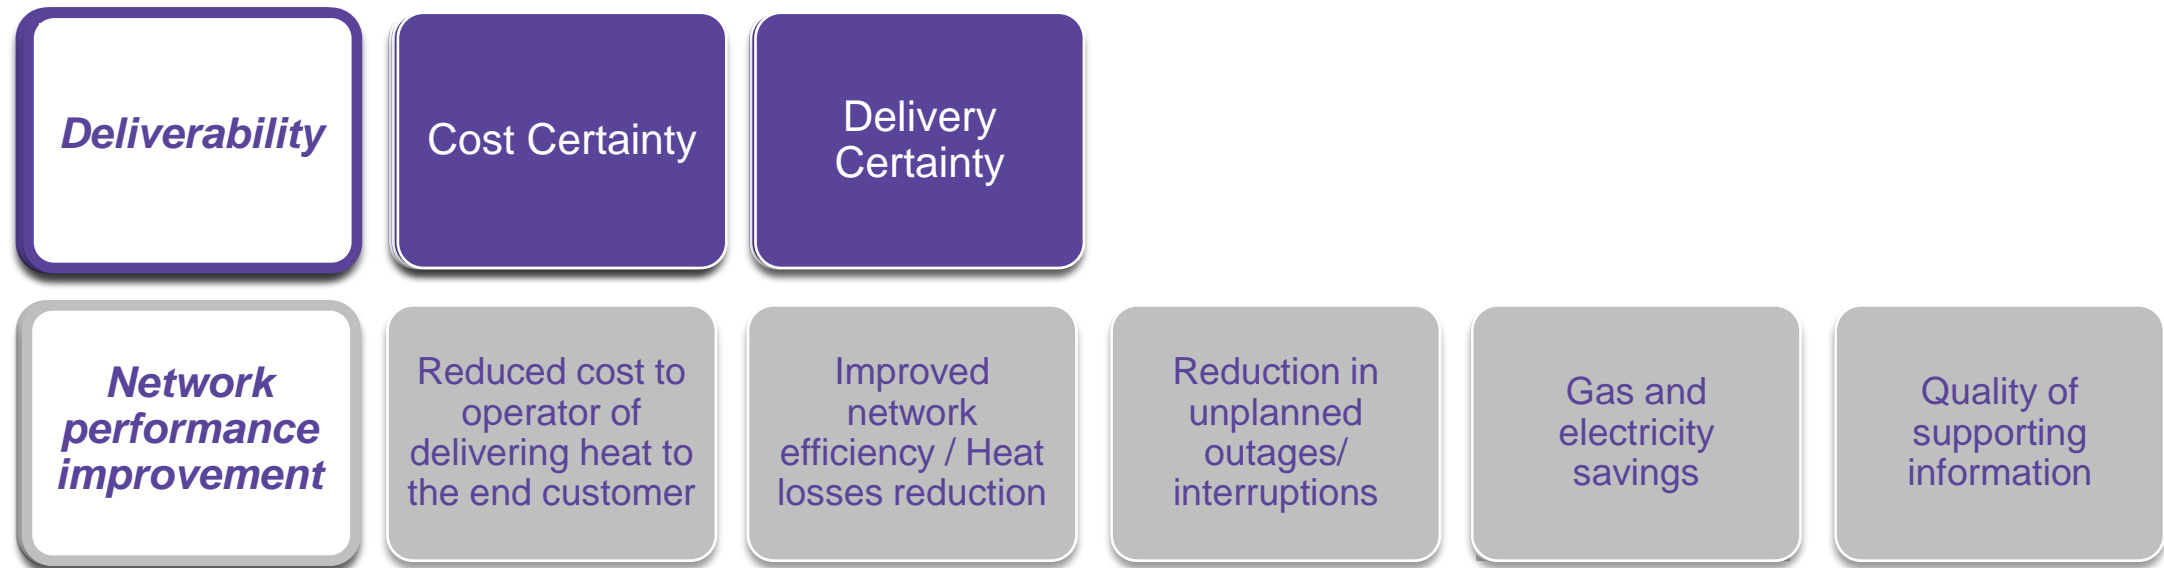 Deliverability
Cost Certainty
Delivery
Certainty
Network
performance
improvement
Reduced cost to
operator of
delivering heat to
the end customer
Improved
network
efficiency / Heat
losses reduction
Reduction in
unplanned
outages/
interruptions
Gas and
electricity
savings
Quality of
supporting
information